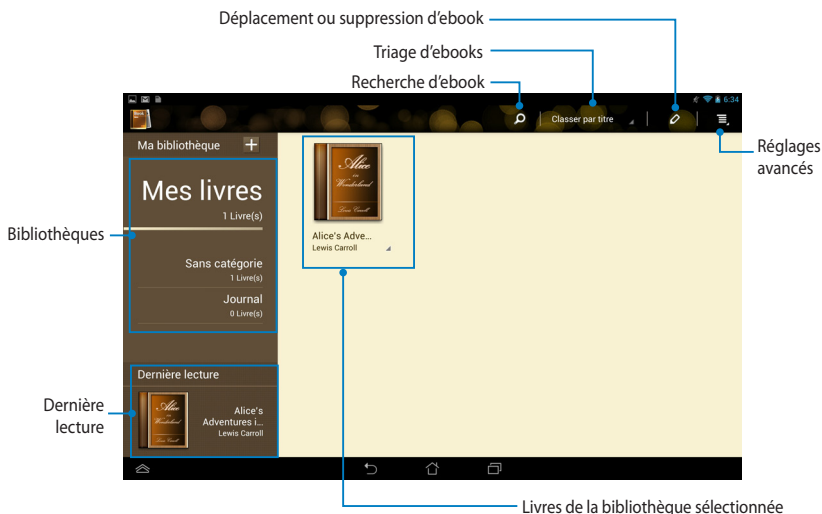 Déplacement ou suppression d'ebook
Triage d'ebooks
Recherche d'ebook
6:34
Classer par titre
Réglages
avancés
Ma bibliothèque
Mes livres
1 Livre(s)
Bibliothèques
Sans catégorie
1 Livre(s)
Journal
0 Livre(s)
Alice
in
Wonderland
Lewis Carroll
Alice's Adve...
Lewis Carroll
Dernière lecture
Dernière
lecture
Alice
in
Wonderland
Lewis Carroll
Alice's
Adventures i...
Lewis Carroll
Livres de la bibliothèque sélectionnée